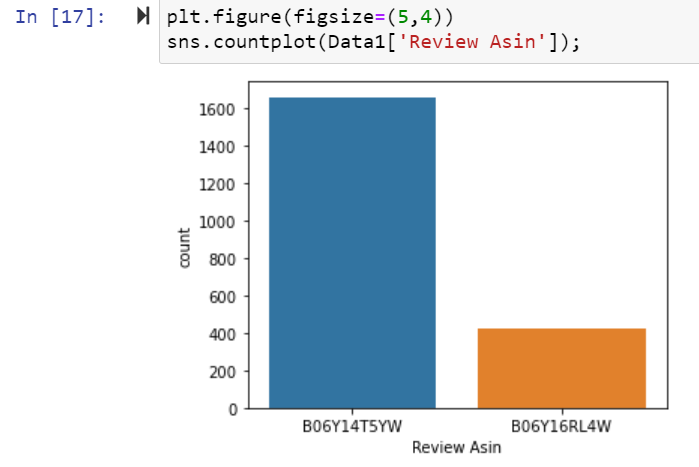 In [17]:
plt.figure(figsize=(5,4))
sns.countplot(Data1['Review Asin']);
1600
1400
1200
1000
800
600
400
200
0
count
B06Y14T5YW B06Y16RL4W
Review Asin